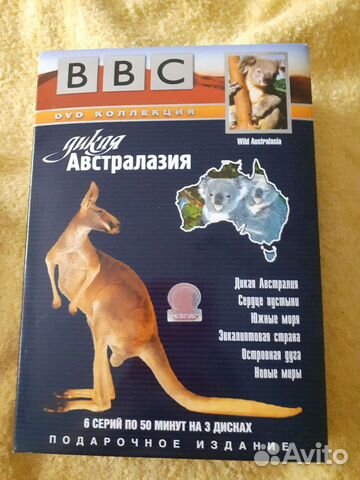 BBC
DVD КОЛЛЕКЦИЯ
Wild Australasia
дикая
Австралазия
Дикая Австралия
Сердце пустыни
Южные моря
Эвкалиптовая страна
Островная дуга
Новые миры
6 СЕРИЙ ПО 50 МИНУТ НА 3 ДИСКАХ
ПОДАРОЧНОЕ ИЗДАНИЕ
Avito